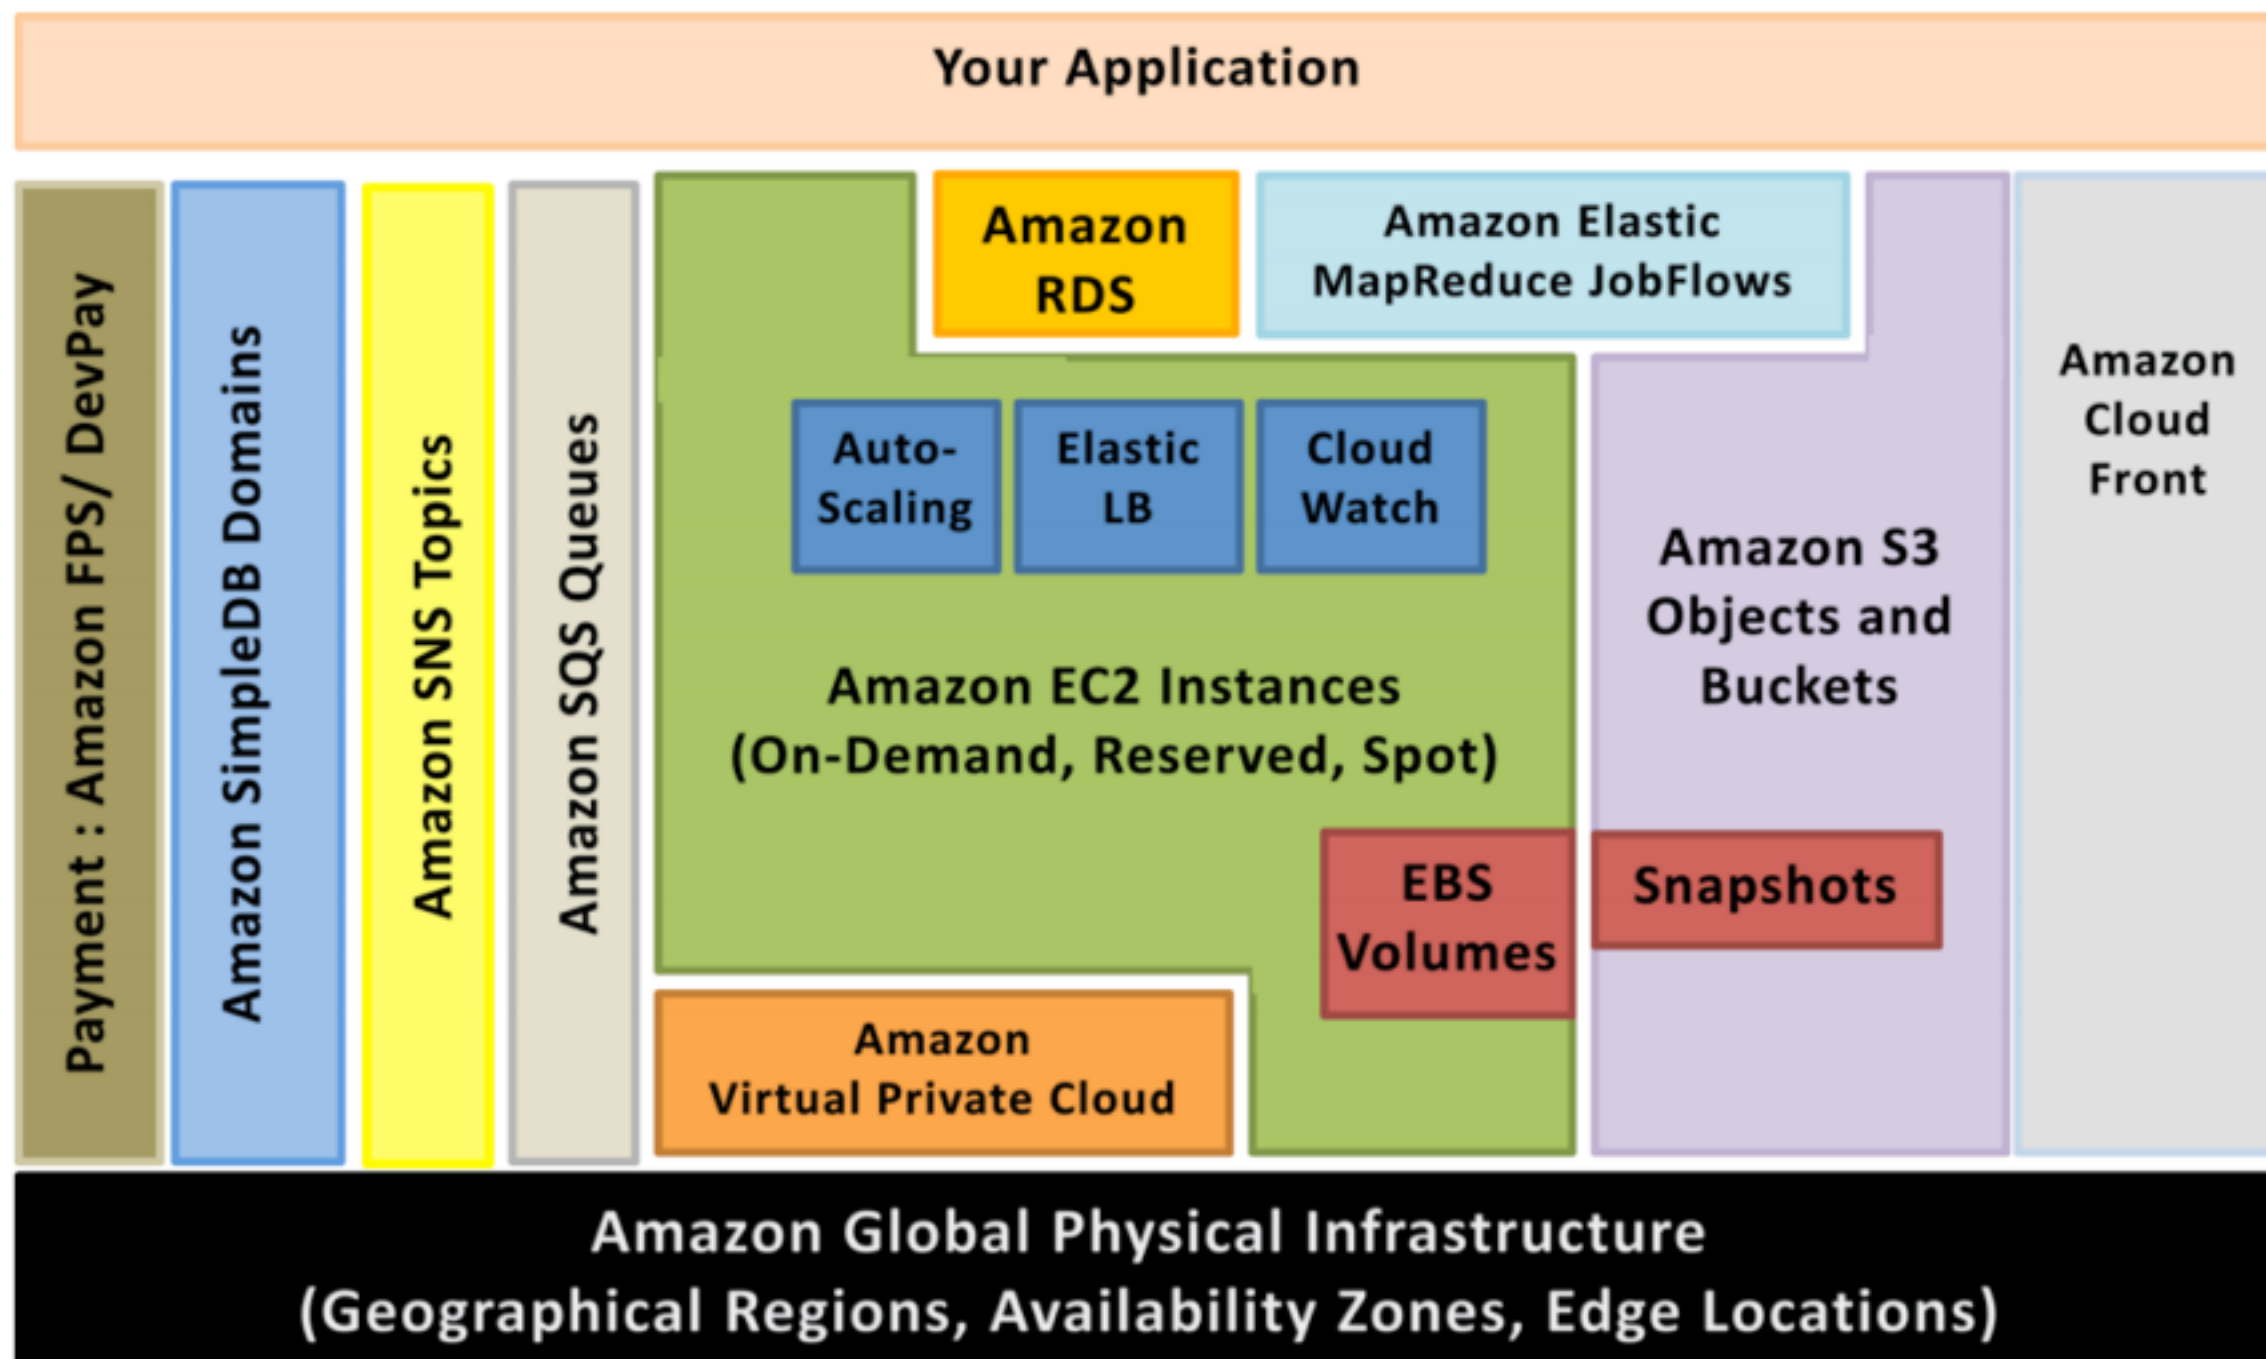 Your Application
Payment : Amazon FPS/ DevPay
Amazon SimpleDB Domains
Amazon SNS Topics
Amazon SQS Queues
Amazon
RDS
Amazon Elastic
MapReduce JobFlows
Auto-
Scaling
Elastic
LB
Cloud
Watch
Amazon EC2 Instances
(On-Demand, Reserved, Spot)
EBS
Volumes
Amazon
Virtual Private Cloud
Amazon S3
Objects and
Buckets
Snapshots
Amazon
Cloud
Front
Amazon Global Physical Infrastructure
(Geographical Regions, Availability Zones, Edge Locations)